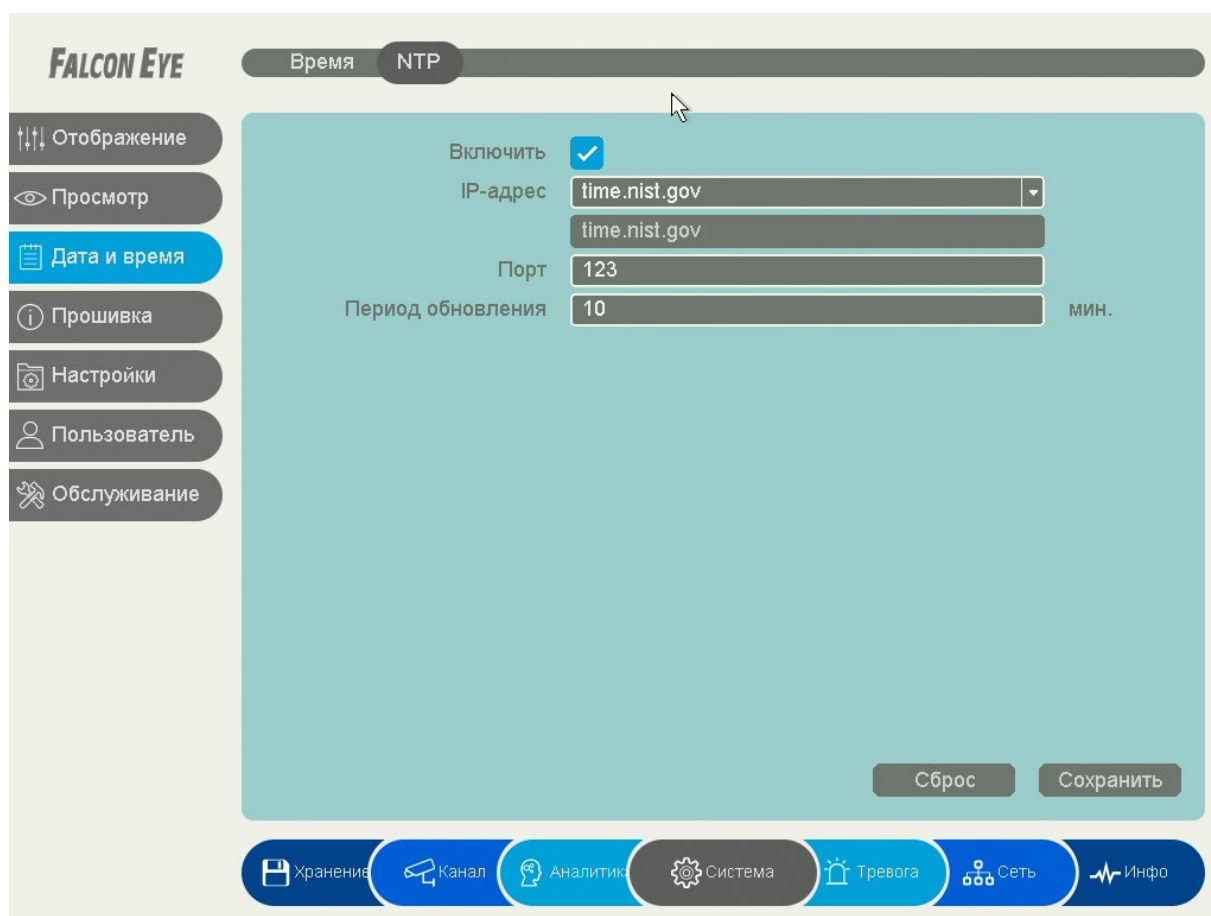 FALCON EYE
Время NTP
Отображение
Просмотр
Дата и время
Прошивка
Настройки
Пользователь
Обслуживание
Включить
IP-адрес time.nist.gov
time.nist.gov
Порт 123
Период обновления 10 мин.
Сброс Сохранить
Хранение Канал Аналитик Система Тревога Сеть Инфо